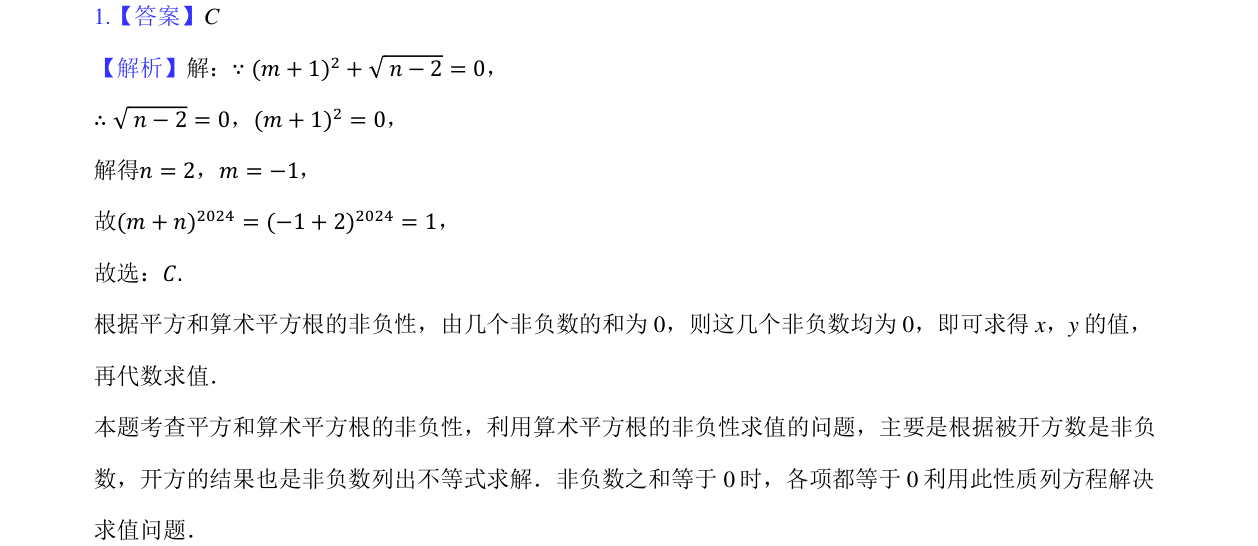 1.【答案】C
【解析】解：∵ (m + 1)² + √(n − 2) = 0，
∴ √(n − 2) = 0，(m + 1)² = 0，
解得n = 2，m = −1，
故(m + n)²⁰²⁴ = (−1 + 2)²⁰²⁴ = 1，
故选：C.
根据平方和算术平方根的非负性，由几个非负数的和为 0，则这几个非负数均为 0，即可求得 x，y 的值，
再代数求值．
本题考查平方和算术平方根的非负性，利用算术平方根的非负性求值的问题，主要是根据被开方数是非负
数，开方的结果也是非负数列出不等式求解．非负数之和等于 0 时，各项都等于 0 利用此性质列方程解决
求值问题．